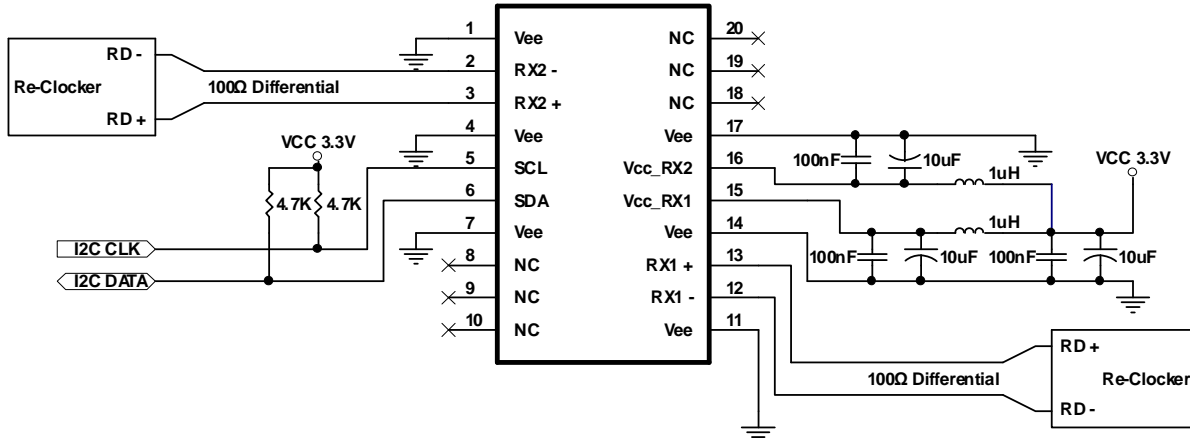 1 Vee NC 20
RD - 2 RX2 - NC 19
Re-Clocker 100Ω Differential
RD + 3 RX2 + NC 18
4 Vee Vee 17
VCC 3.3V 100nF 10uF VCC 3.3V
5 SCL Vcc_RX2 16
1uH
4.7K 4.7K 6 SDA Vcc_RX1 15
1uH
7 Vee Vee 14
I2C CLK 100nF 10uF 100nF 10uF
8 NC RX1 + 13
I2C DATA
9 NC RX1 - 12
10 NC Vee 11
RD +
100Ω Differential Re-Clocker
RD -